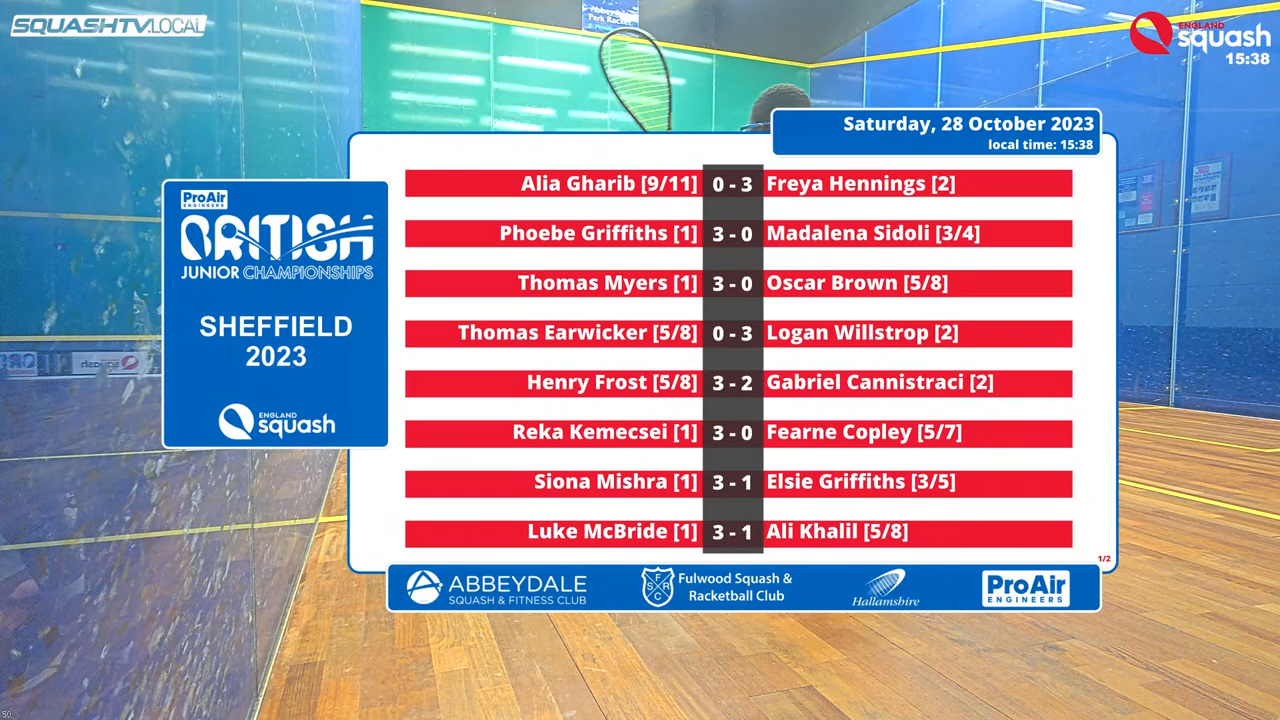 SQUASHTV.LOCAL
Abbeydale
Park Racket
ENGLAND
squash
15:38
Saturday, 28 October 2023
local time: 15:38
ProAir
ENGINEERS
BRITISH
JUNIOR CHAMPIONSHIPS
SHEFFIELD
2023
ENGLAND
squash
Alia Gharib [9/11] 0 - 3 Freya Hennings [2]
Phoebe Griffiths [1] 3 - 0 Madalena Sidoli [3/4]
Thomas Myers [1] 3 - 0 Oscar Brown [5/8]
Thomas Earwicker [5/8] 0 - 3 Logan Willstrop [2]
Henry Frost [5/8] 3 - 2 Gabriel Cannistraci [2]
Reka Kemecsei [1] 3 - 0 Fearne Copley [5/7]
Siona Mishra [1] 3 - 1 Elsie Griffiths [3/5]
Luke McBride [1] 3 - 1 Ali Khalil [5/8]
1/2
ABBEYDALE
SQUASH & FITNESS CLUB
FSRC
Fulwood Squash &
Racketball Club
Hallamshire
ProAir
ENGINEERS
50